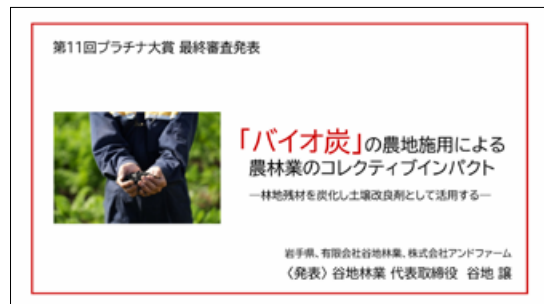 第11回プラチナ大賞 最終審査発表
「バイオ炭」の農地施用による
農林業のコレクティブインパクト
―林地残材を炭化し土壌改良剤として活用する―
岩手県、有限会社谷地林業、株式会社アンドファーム
〈発表〉谷地林業 代表取締役 谷地 譲